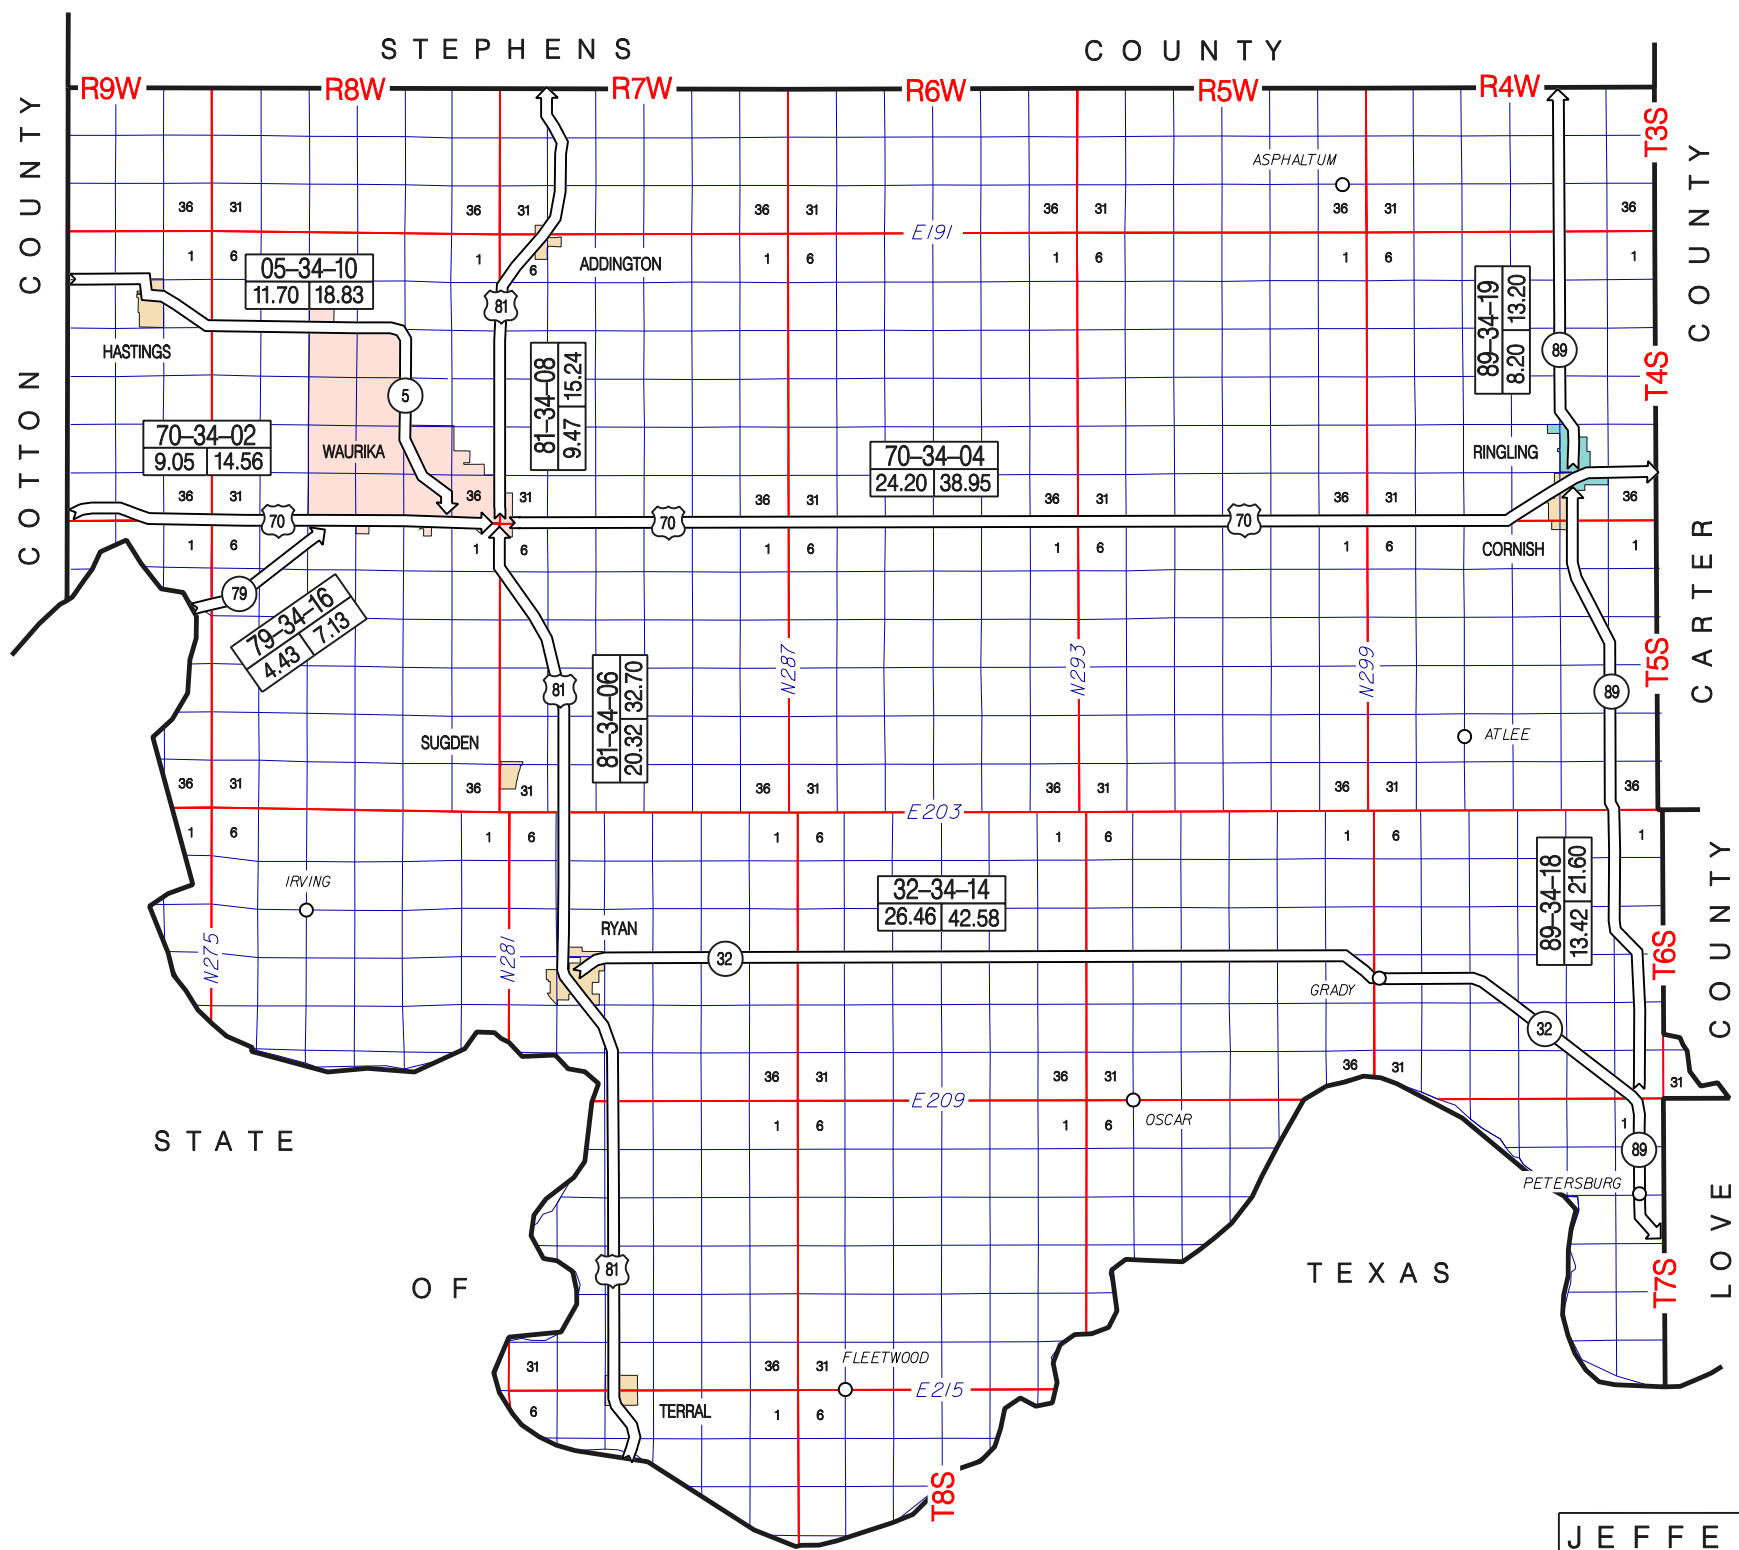 STEPHENS COUNTY
R9W R8W R7W R6W R5W R4W
COTTON COUNTY
T3S
COUNTY
ASPHALTUM
36 31 36 31 36 31 36 31 36 31 36
E191
1 6 1 6 1 6 1 6 1 6 1
ADDINGTON
05–34–10
11.70 18.83
81
HASTINGS
81–34–08
9.47 15.24
89–34–19
8.20 13.20
89
T4S
5
70–34–02
9.05 14.56
WAURIKA
70–34–04
24.20 38.95
RINGLING
36 31 36 31 36 31 36 31 36 31 36
70 70 70
1 6 1 6 1 6 1 6 1 6 1
CORNISH
CARTER
79
79–34–16
4.43 7.13
N287 N293 N299
T5S
81
81–34–06
20.32 32.70
89
SUGDEN
ATLEE
36 31 36 31 36 31 36 31 36 31 36
E203
1 6 1 6 1 6 1 6 1 6 1
IRVING
32–34–14
26.46 42.58
89–34–18
13.42 21.60
COUNTY
RYAN
N275 N281
32
T6S
GRADY
32
36 31 36 31 36 31 31
E209
1 6 1 6 1
OSCAR
STATE
89
PETERSBURG
LOVE
81
OF
TEXAS
T7S
31 36 31
FLEETWOOD
E215
6 1 6
TERRAL
T8S
JEFFE